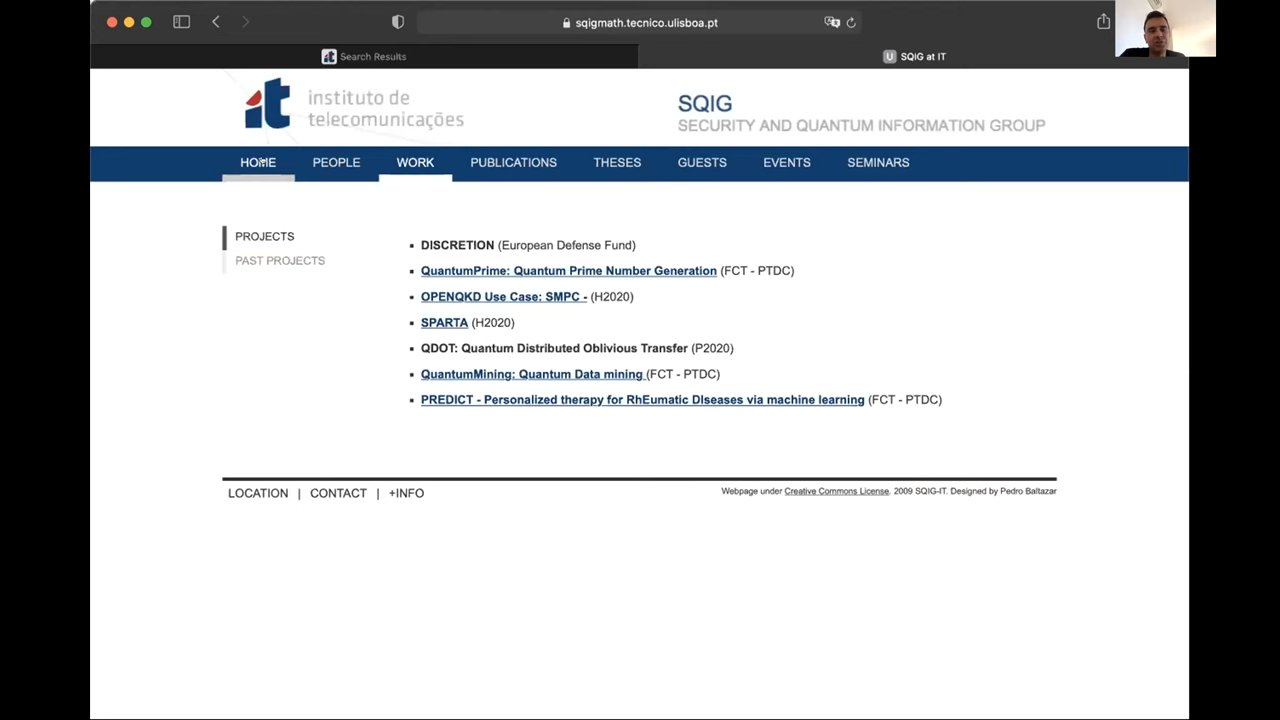 sqigmath.tecnico.ulisboa.pt
Search Results
SQIG at IT
instituto de
telecomunicações
SQIG
SECURITY AND QUANTUM INFORMATION GROUP
HOME PEOPLE WORK PUBLICATIONS THESES GUESTS EVENTS SEMINARS
PROJECTS
PAST PROJECTS
DISCRETION (European Defense Fund)
QuantumPrime: Quantum Prime Number Generation (FCT - PTDC)
OPENQKD Use Case: SMPC - (H2020)
SPARTA (H2020)
QDOT: Quantum Distributed Oblivious Transfer (P2020)
QuantumMining: Quantum Data mining (FCT - PTDC)
PREDICT - Personalized therapy for RhEumatic DIseases via machine learning (FCT - PTDC)
LOCATION | CONTACT | +INFO
Webpage under Creative Commons License. 2009 SQIG-IT. Designed by Pedro Baltazar